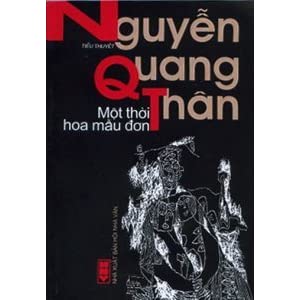 Nguyễn
TIỂU THUYẾT
Quang
Thân
Một thời
hoa mẫu đơn
NHÀ XUẤT BẢN HỘI NHÀ VĂN